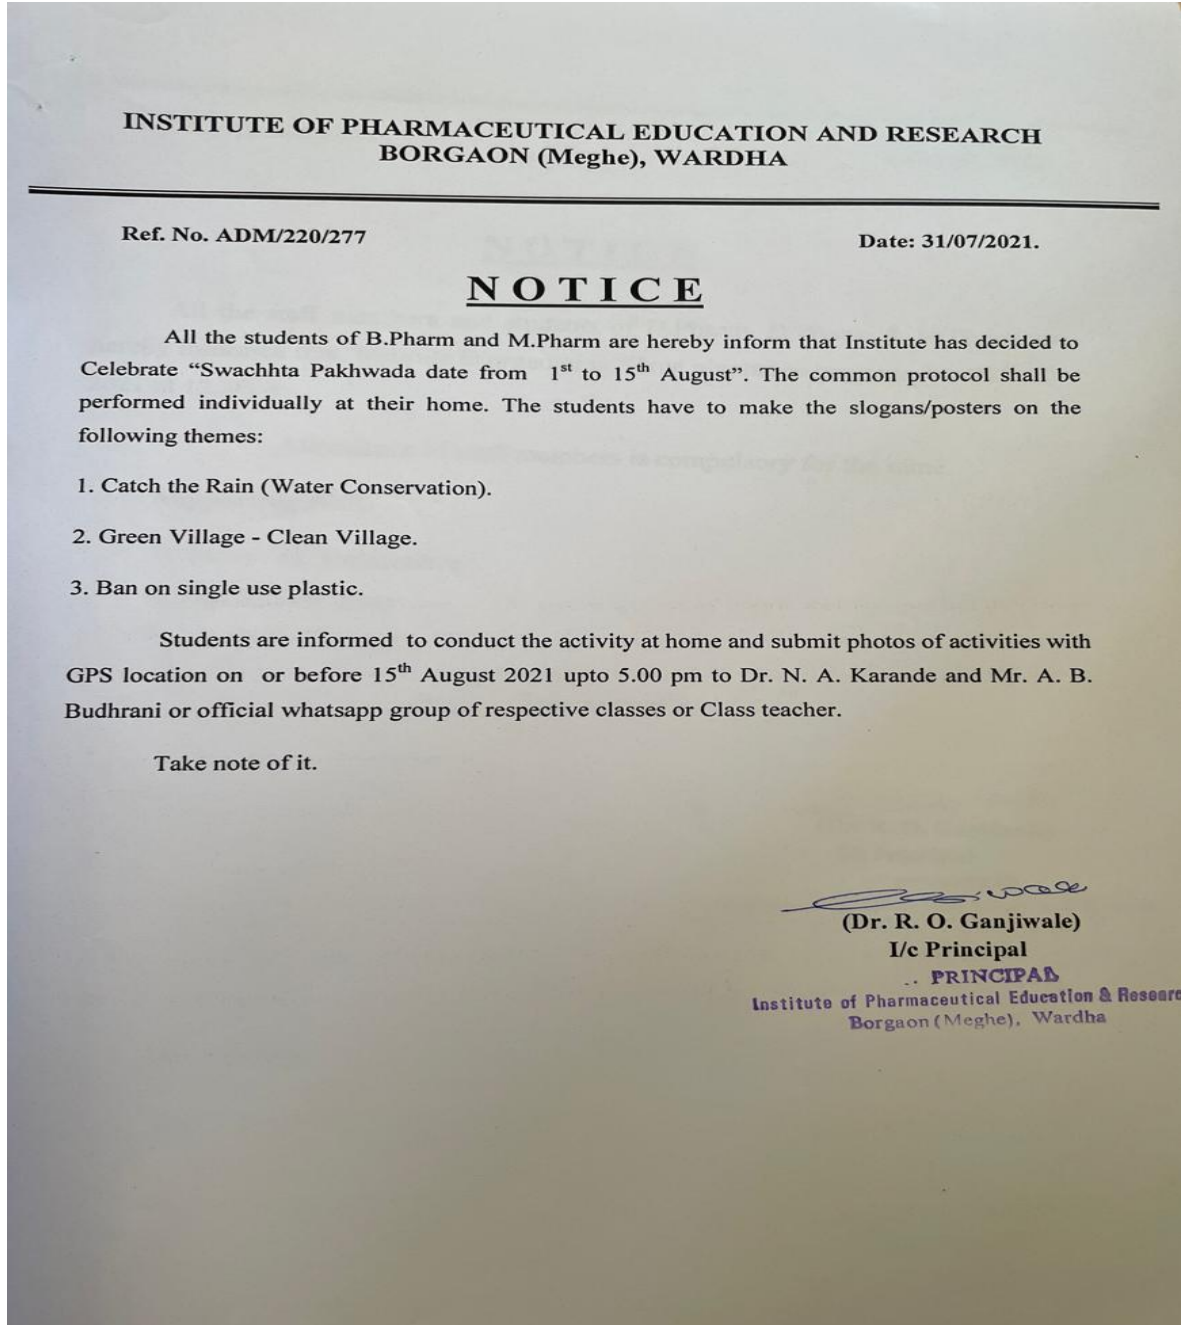 INSTITUTE OF PHARMACEUTICAL EDUCATION AND RESEARCH
BORGAON (Meghe), WARDHA
Ref. No. ADM/220/277
Date: 31/07/2021.
N O T I C E
All the students of B.Pharm and M.Pharm are hereby inform that Institute has decided to
Celebrate “Swachhta Pakhwada date from 1st to 15th August”. The common protocol shall be
performed individually at their home. The students have to make the slogans/posters on the
following themes:
1. Catch the Rain (Water Conservation).
2. Green Village - Clean Village.
3. Ban on single use plastic.
Students are informed to conduct the activity at home and submit photos of activities with
GPS location on or before 15th August 2021 upto 5.00 pm to Dr. N. A. Karande and Mr. A. B.
Budhrani or official whatsapp group of respective classes or Class teacher.
Take note of it.
(Dr. R. O. Ganjiwale)
I/c Principal
PRINCIPAL
Institute of Pharmaceutical Education & Resear
Borgaon (Meghe), Wardha